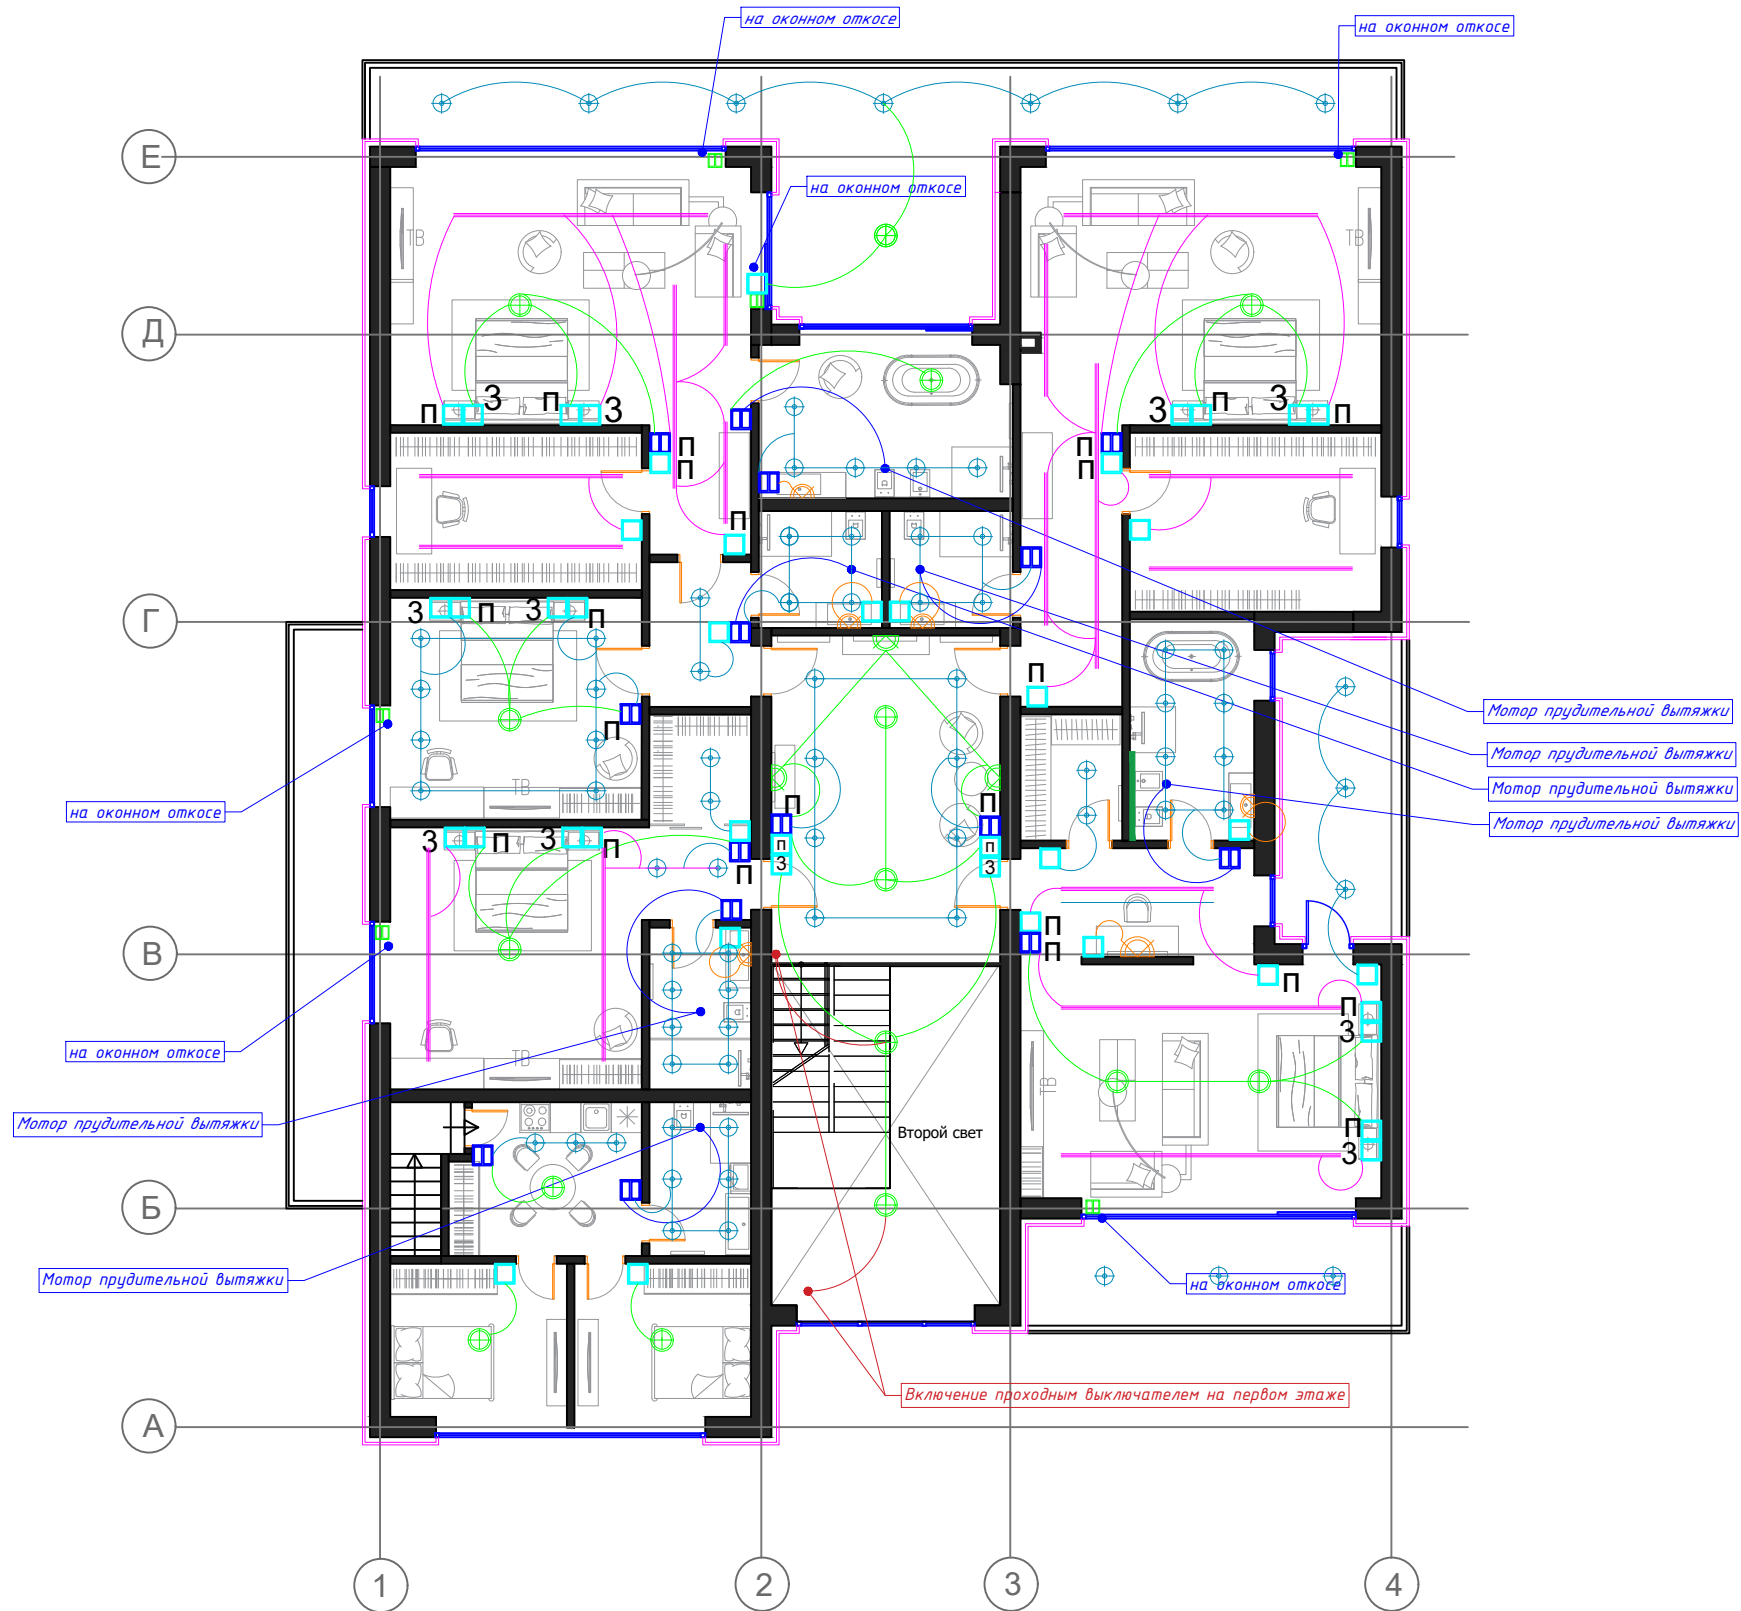 на оконном откосе
на оконном откосе
Е
на оконном откосе
ТВ
ТВ
Д
П
З
П
З
З
П
З
П
П
П
П
П
П
З
П
З
П
Г
П
П
Мотор прудительной вытяжки
Мотор прудительной вытяжки
Мотор прудительной вытяжки
Мотор прудительной вытяжки
на оконном откосе
ТВ
П
П
п
З
п
З
З
П
З
П
П
П
П
В
П
П
З
на оконном откосе
ТВ
ТВ
Мотор прудительной вытяжки
Второй свет
П
З
Б
Мотор прудительной вытяжки
на оконном откосе
Включение проходным выключателем на первом этаже
А
1
2
3
4